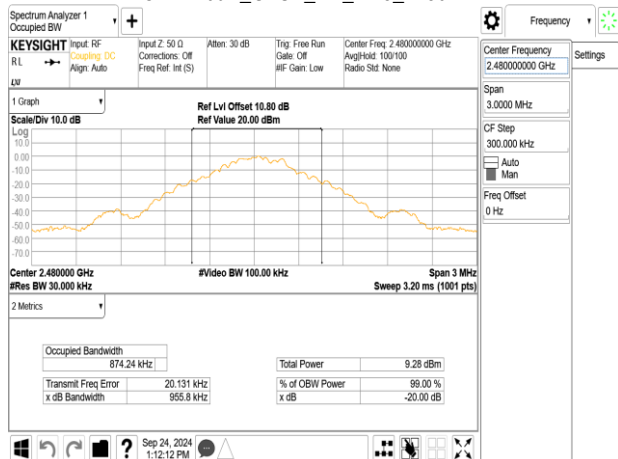 Spectrum Analyzer 1
Occupied BW
KEYSIGHT
RL
Input: RF
Coupling: DC
Align: Auto
Input Z: 50 Ω
Corrections: Off
Freq Ref: Int (S)
Atten: 30 dB
Trig: Free Run
Gate: Off
#IF Gain: Low
Center Freq: 2.480000000 GHz
Avg|Hold: 100/100
Radio Std: None
1 Graph
Scale/Div 10.0 dB
Ref Lvl Offset 10.80 dB
Ref Value 20.00 dBm
Log
10.0
0.00
-10.0
-20.0
-30.0
-40.0
-50.0
-60.0
-70.0
Center 2.480000 GHz
#Res BW 30.000 kHz
#Video BW 100.00 kHz
Span 3 MHz
Sweep 3.20 ms (1001 pts)
2 Metrics
Occupied Bandwidth
874.24 kHz
Transmit Freq Error 20.131 kHz
x dB Bandwidth 955.8 kHz
Total Power 9.28 dBm
% of OBW Power 99.00 %
x dB -20.00 dB
Sep 24, 2024
1:12:12 PM
Frequency
Center Frequency
2.480000000 GHz
Span
3.0000 MHz
CF Step
300.000 kHz
Auto
Man
Freq Offset
0 Hz
Settings